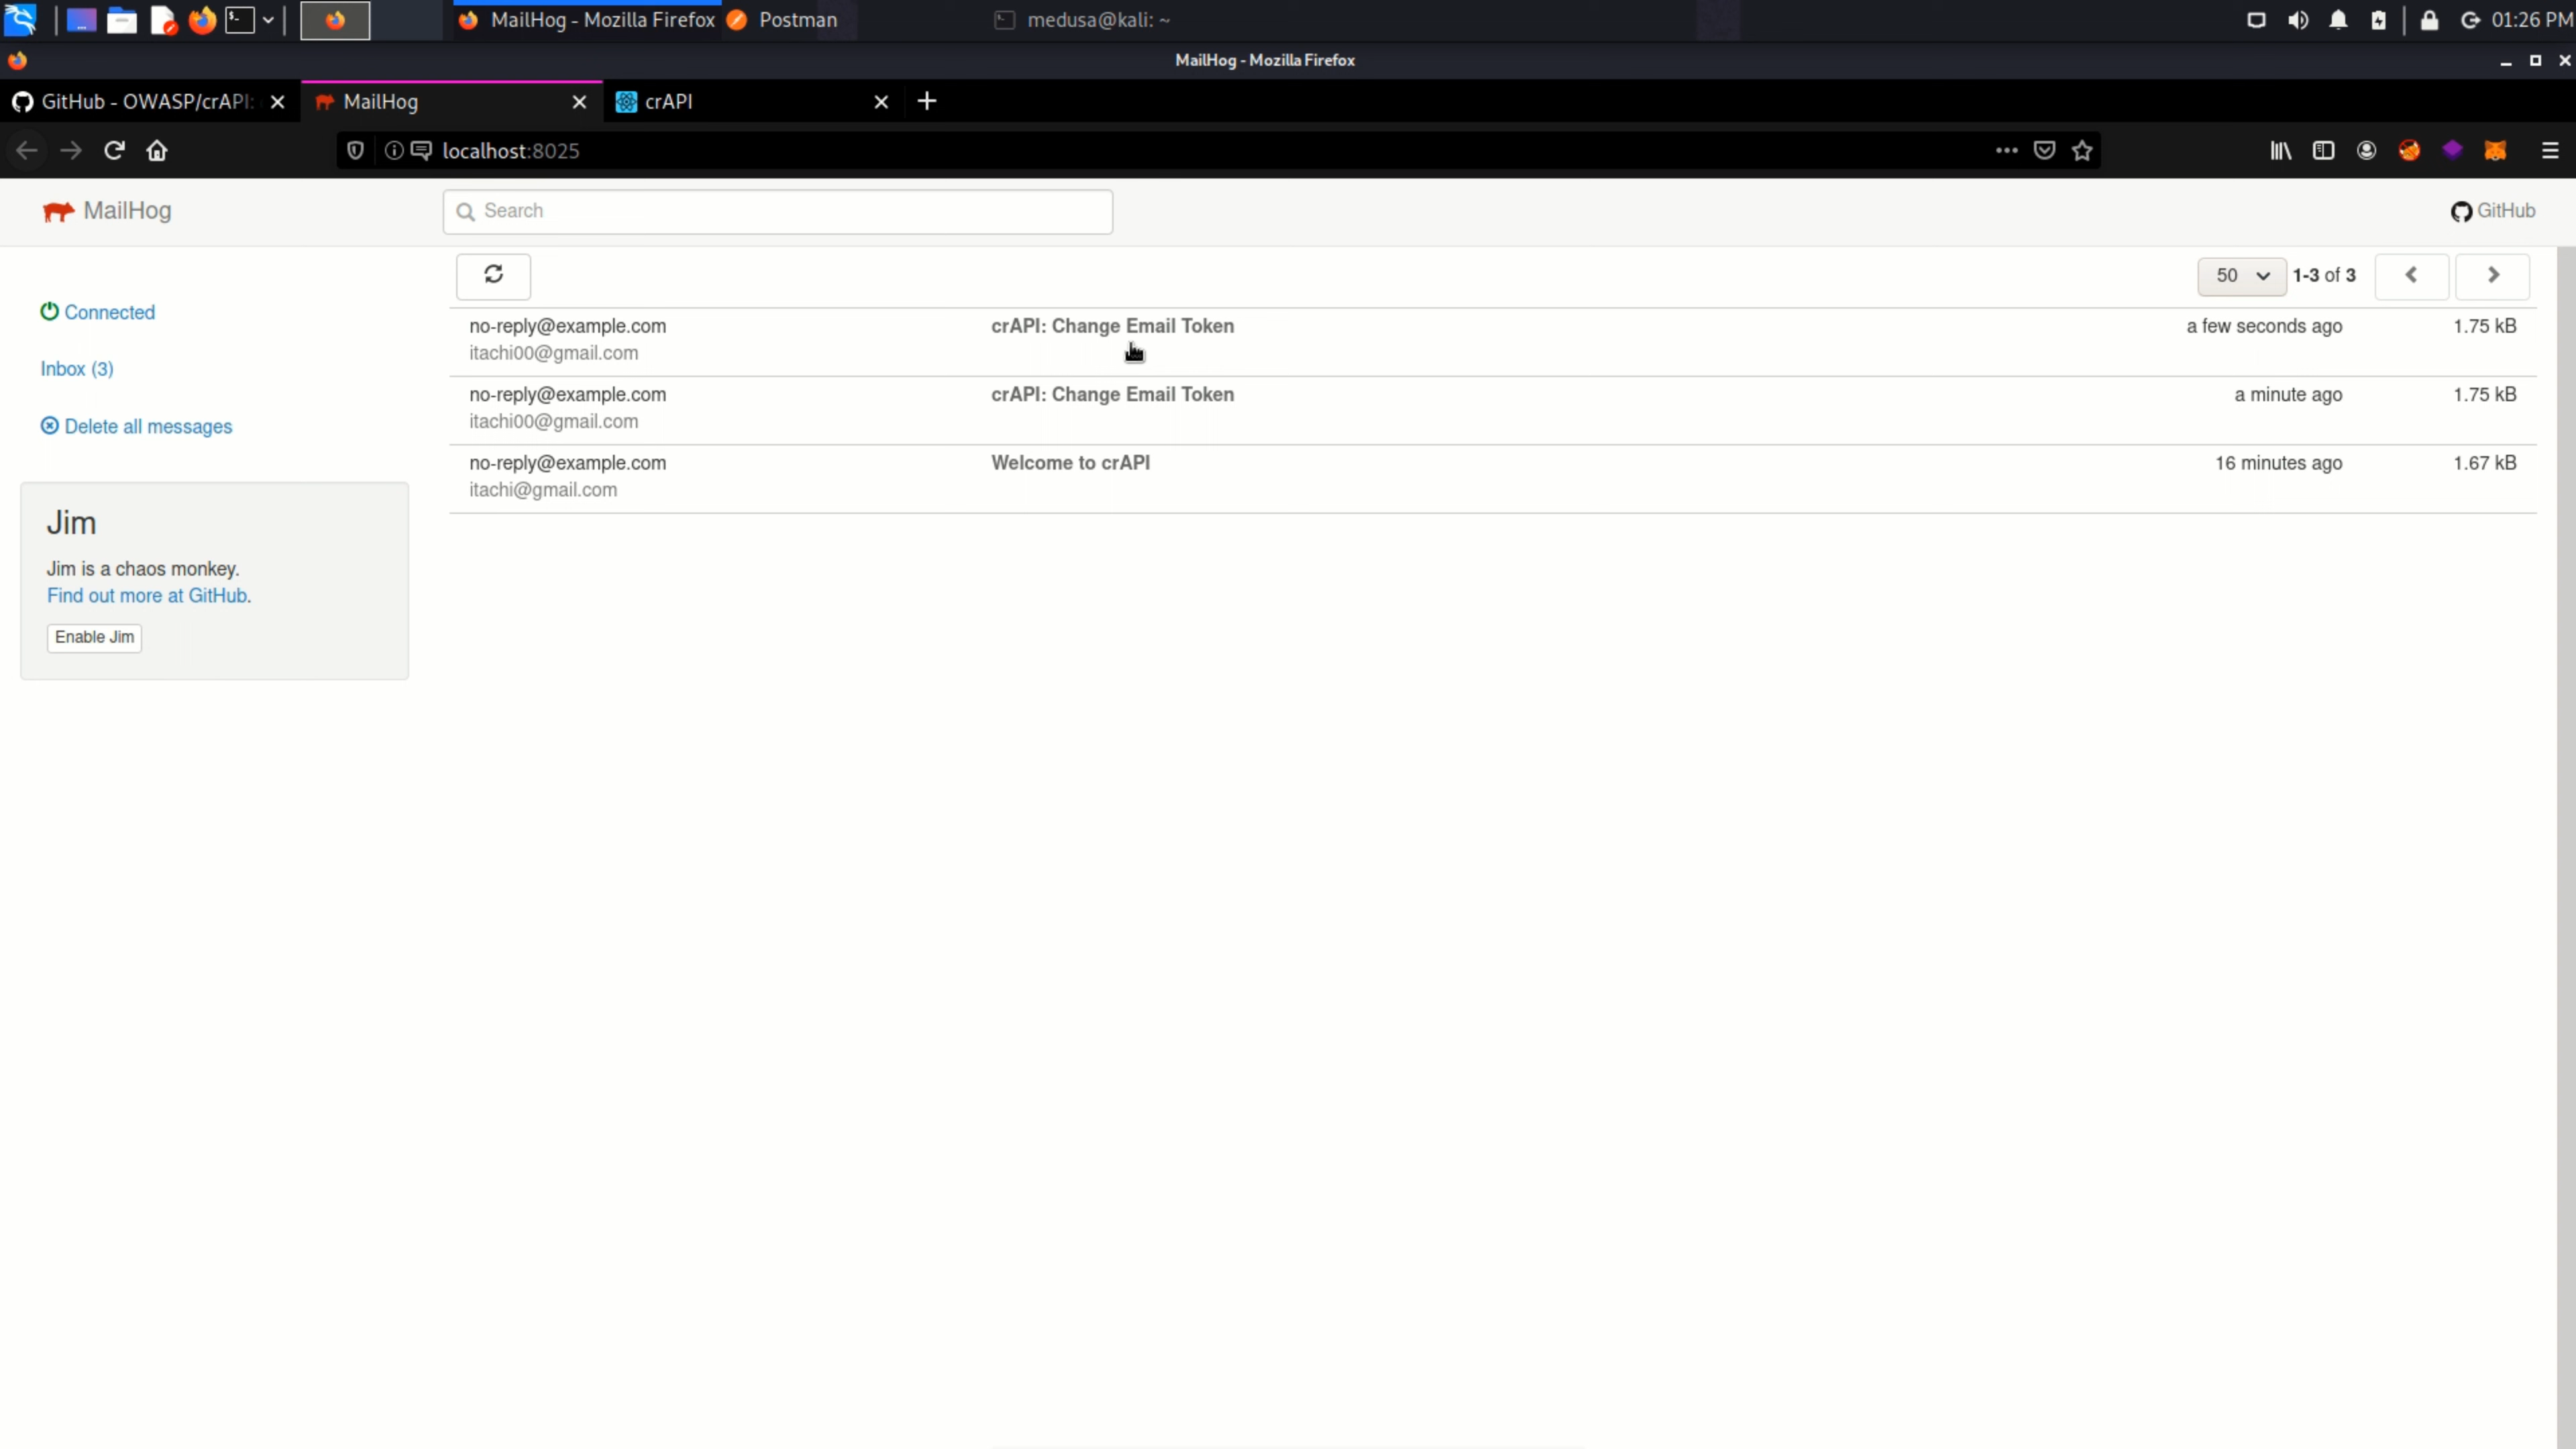 MailHog - Mozilla Firefox Postman medusa@kali: ~ 01:26 PM
MailHog - Mozilla Firefox
GitHub - OWASP/crAPI: MailHog crAPI
localhost:8025
MailHog Search GitHub
50 1-3 of 3
Connected
Inbox (3)
Delete all messages
Jim
Jim is a chaos monkey.
Find out more at GitHub.
Enable Jim
no-reply@example.com crAPI: Change Email Token a few seconds ago 1.75 kB
itachi00@gmail.com
no-reply@example.com crAPI: Change Email Token a minute ago 1.75 kB
itachi00@gmail.com
no-reply@example.com Welcome to crAPI 16 minutes ago 1.67 kB
itachi@gmail.com